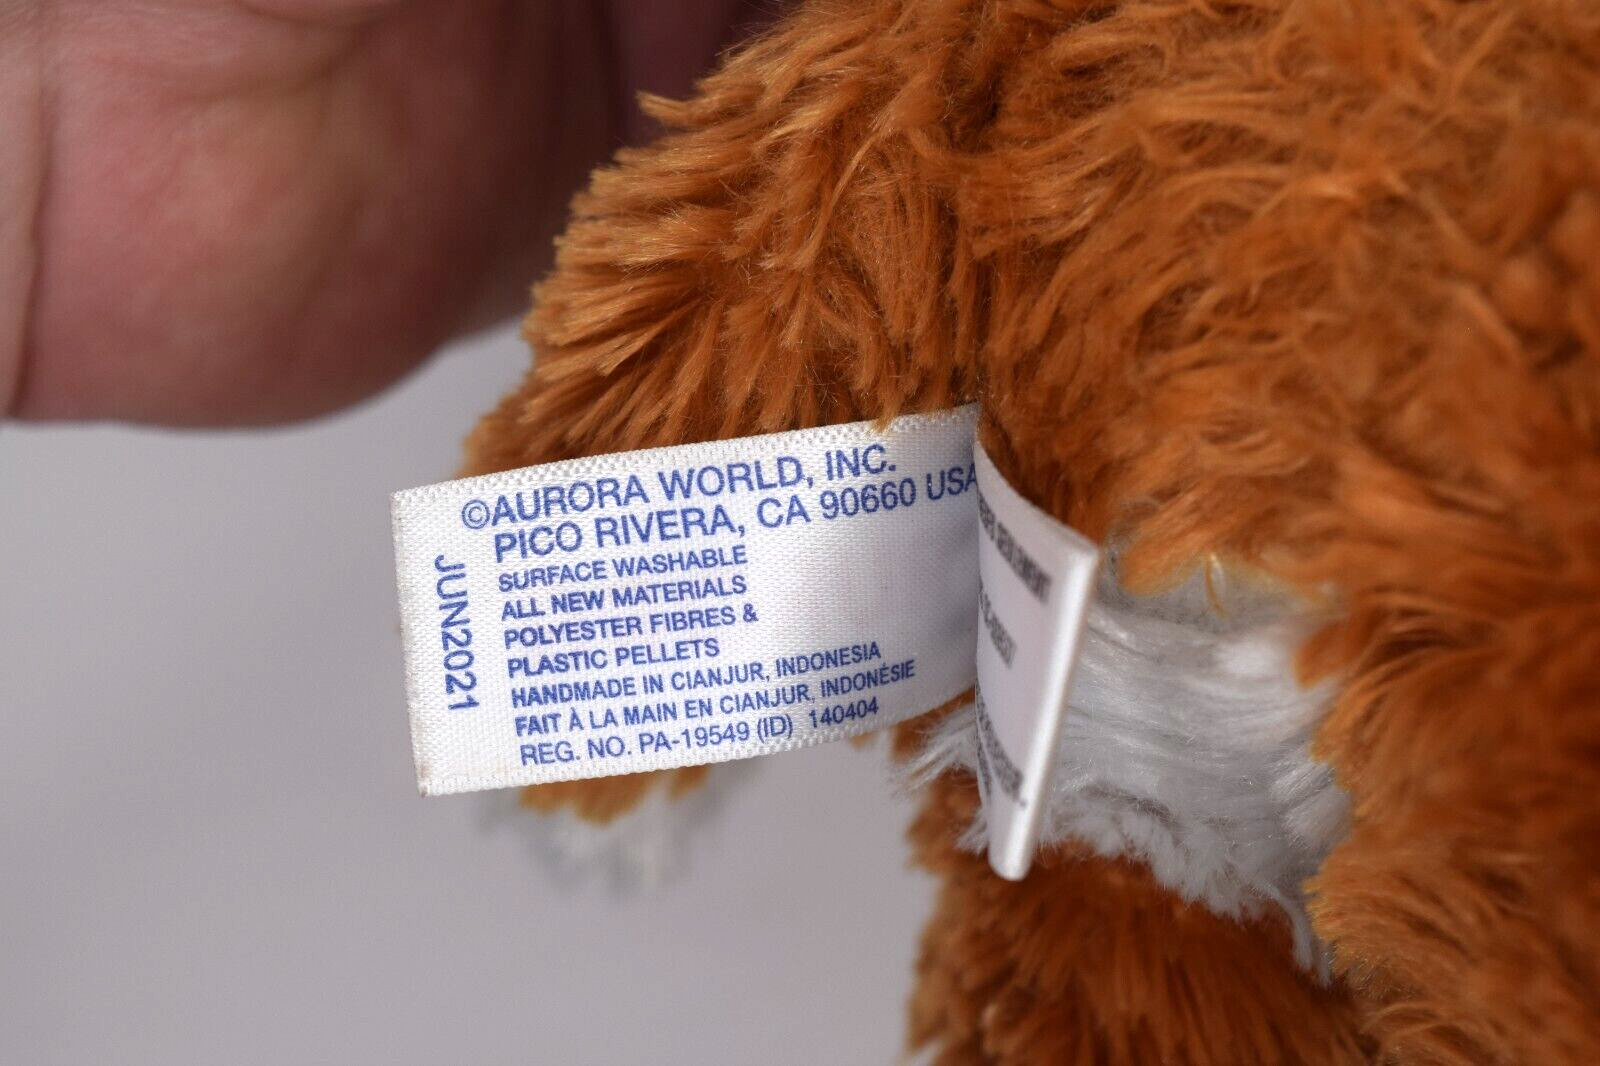 ©AURORA WORLD, INC.
PICO RIVERA, CA 90660 USA
SURFACE WASHABLE
ALL NEW MATERIALS
POLYESTER FIBRES &
PLASTIC PELLETS
HANDMADE IN CIANJUR, INDONESIA
FAIT À LA MAIN EN CIANJUR, INDONÉSIE
REG. NO. PA-19549 (ID) 140404
JUN2021